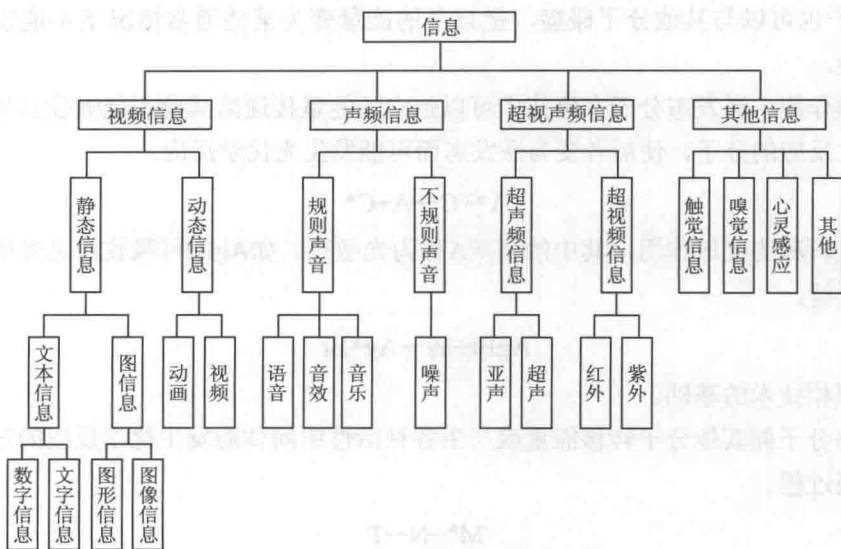 信息
视频信息 声频信息 超视声频信息 其他信息
静态信息 动态信息 规则声音 不规则声音 超声频信息 超视频信息 触觉信息 嗅觉信息 心灵感应 其他
文本信息 图信息 动画 视频 语音 音效 音乐 噪声 亚声 超声 红外 紫外
数字信息 文字信息 图形信息 图像信息